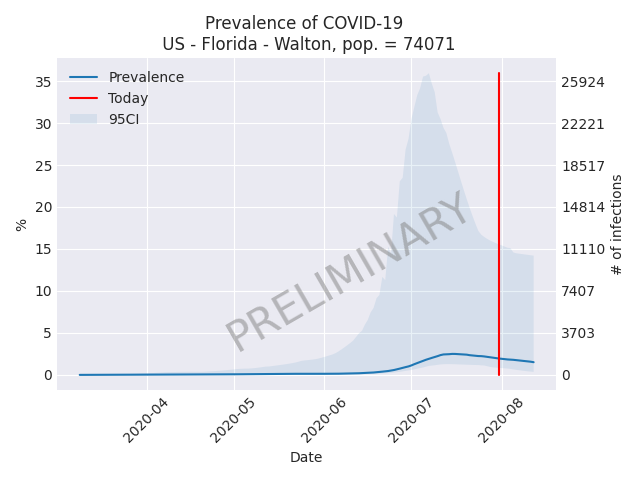 Prevalence of COVID-19
US - Florida - Walton, pop. = 74071
Prevalence
Today
95CI
35
30
25
20
15
10
5
0
%
25924
22221
18517
14814
11110
7407
3703
0
# of infections
PRELIMINARY
2020-04
2020-05
2020-06
2020-07
2020-08
Date